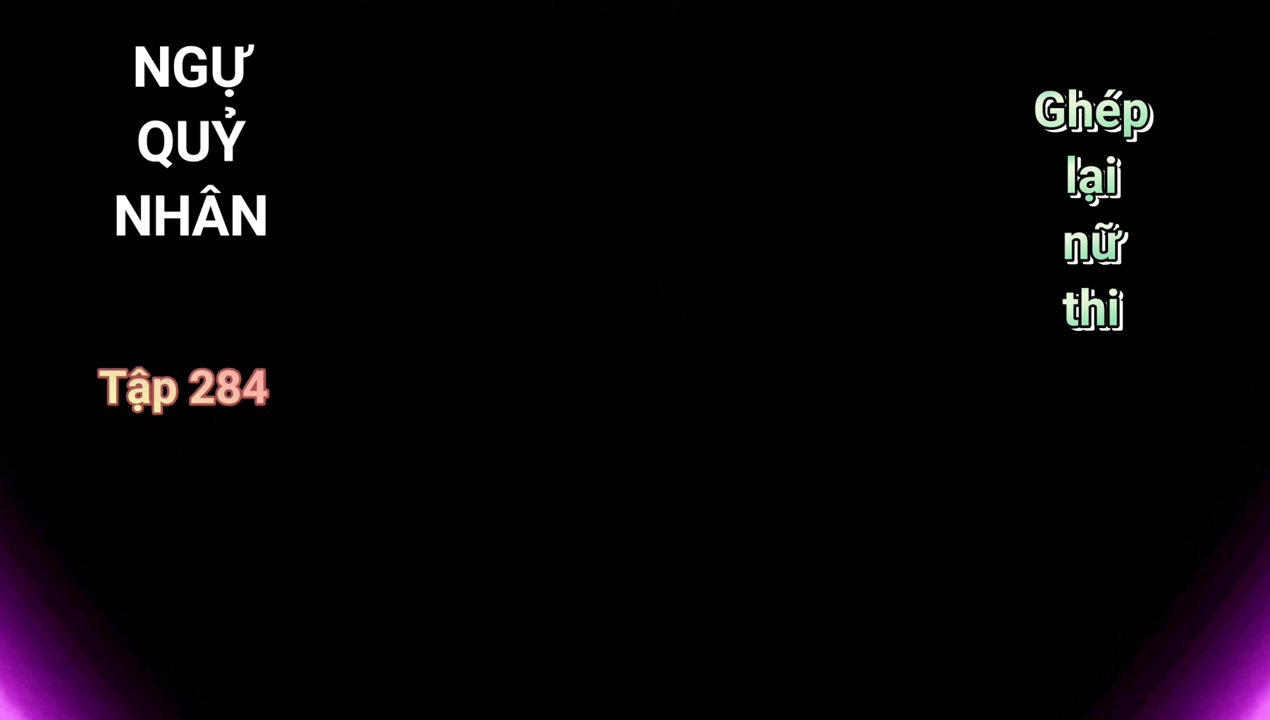 NGỰ
QUỶ
NHÂN
Tập 284
Ghép
lại
nữ
thi